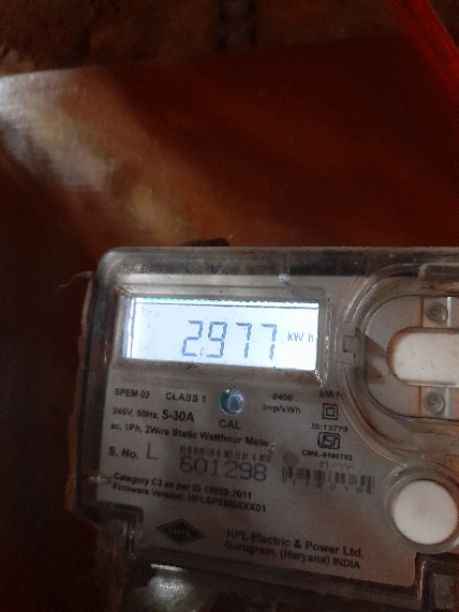 2977 kWh
SPEM 02 CLASS 1 6400 imp/kWh
240V, 50Hz, 5-30A CAL IS:13779
ac, 1Ph, 2Wire Static Watthour Meter
S. No. L 601298
Category C3 as per IS 15959:2011
HPL
HPL Electric & Power Ltd.
Gurugram, (Haryana) INDIA